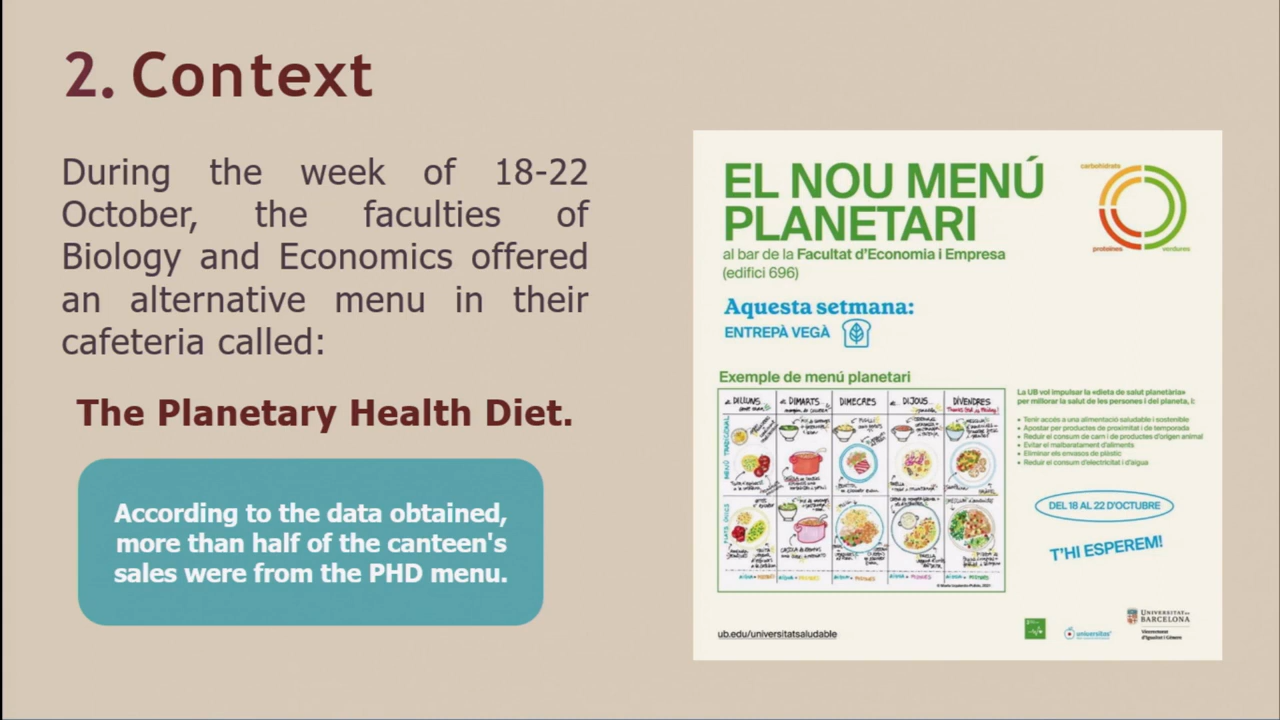 2. Context
During the week of 18-22
October, the faculties of
Biology and Economics offered
an alternative menu in their
cafeteria called:
The Planetary Health Diet.
According to the data obtained,
more than half of the canteen's
sales were from the PHD menu.
EL NOU MENÚ
PLANETARI
al bar de la Facultat d'Economia i Empresa
(edifici 696)
carbohidrats
proteïnes
verdures
Aquesta setmana:
ENTREPÀ VEGÀ
Exemple de menú planetari
DILLUNS
DIMARTS
DIMECRES
DIJOUS
DIVENDRES
MENÚ TRADICIONAL
La UB vol impulsar la «dieta de salut planetària»
per millorar la salut de les persones i del planeta, i:
• Tenir accés a una alimentació saludable i sostenible
• Apostar per productes de proximitat i de temporada
• Reduir el consum de carn i de productes d'origen animal
• Evitar el malbaratament d'aliments
• Eliminar els envasos de plàstic
• Reduir el consum d'electricitat i d'aigua
DEL 18 AL 22 D'OCTUBRE
T'HI ESPEREM!
ub.edu/universitatsaludable
UNIVERSITAT DE
BARCELONA
Vicerectorat
d'Igualtat i Gènere